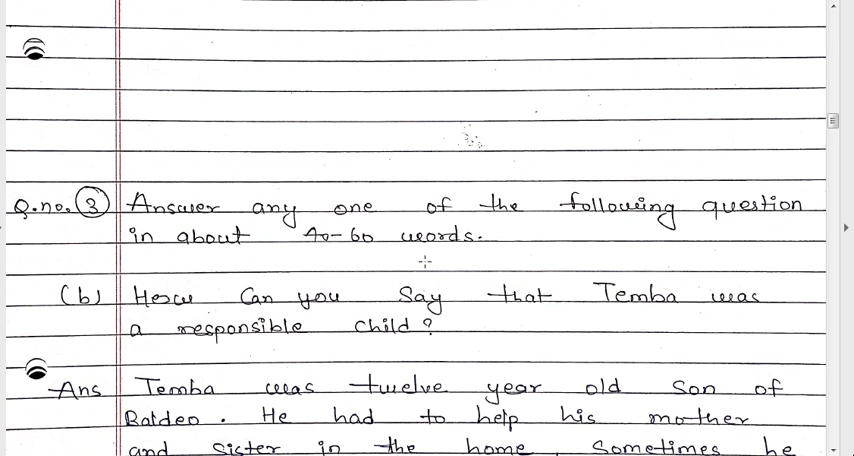 Q.no. 3 Answer any one of the following question
in about 40-60 words.
(b) How Can you Say that Temba was
a responsible child?
Ans Temba was twelve year old Son of
Baldeo. He had to help his mother
and sister in the home. Sometimes he